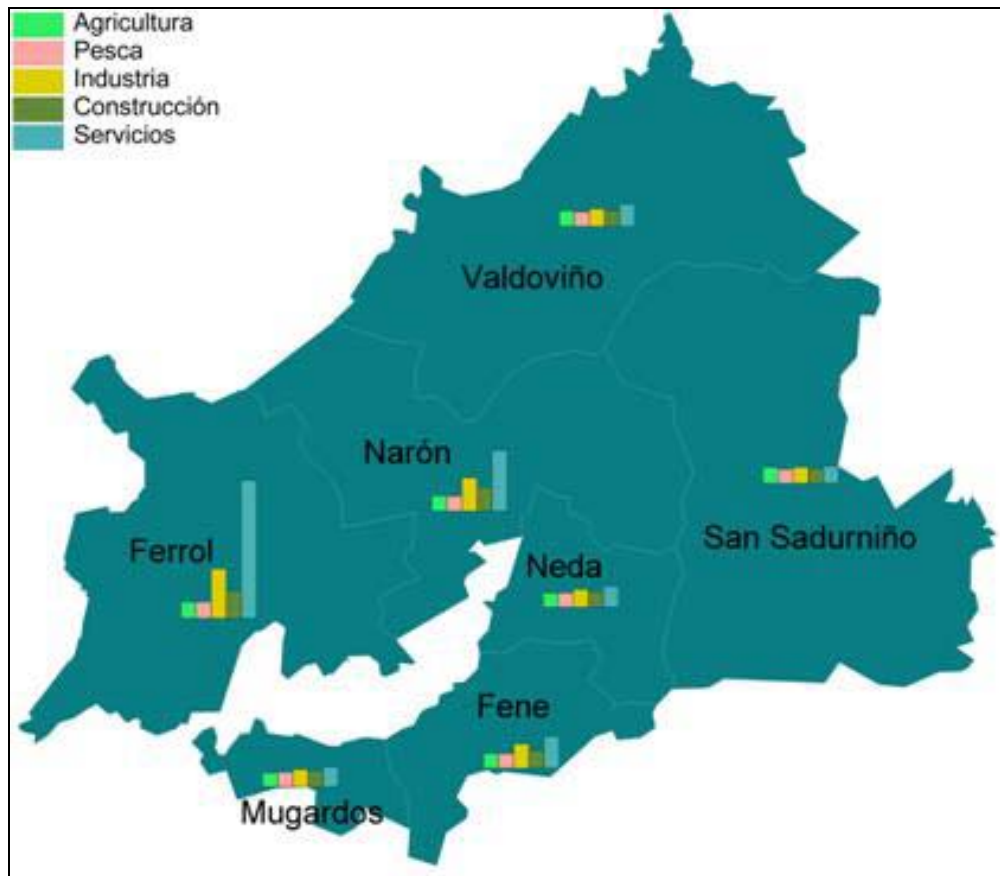 Agricultura
Pesca
Industria
Construcción
Servicios
Valdoviño
Narón
Ferrol
Neda
San Sadurniño
Fene
Mugardos